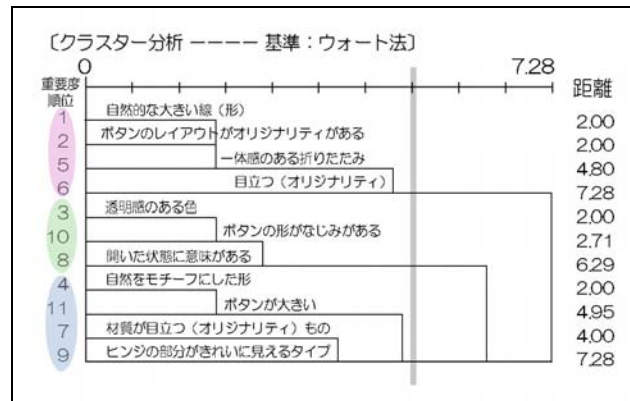 〔クラスター分析 ーーーー 基準：ウォート法〕
0 7.28
重要度順位 距離
1 自然的な大きい線（形） 2.00
2 ボタンのレイアウトがオリジナリティがある 2.00
5 一体感のある折りたたみ 4.80
6 目立つ（オリジナリティ） 7.28
3 透明感のある色 2.00
10 ボタンの形がなじみがある 2.71
8 開いた状態に意味がある 6.29
4 自然をモチーフにした形 2.00
11 ボタンが大きい 4.95
7 材質が目立つ（オリジナリティ）もの 4.00
9 ヒンジの部分がきれいに見えるタイプ 7.28